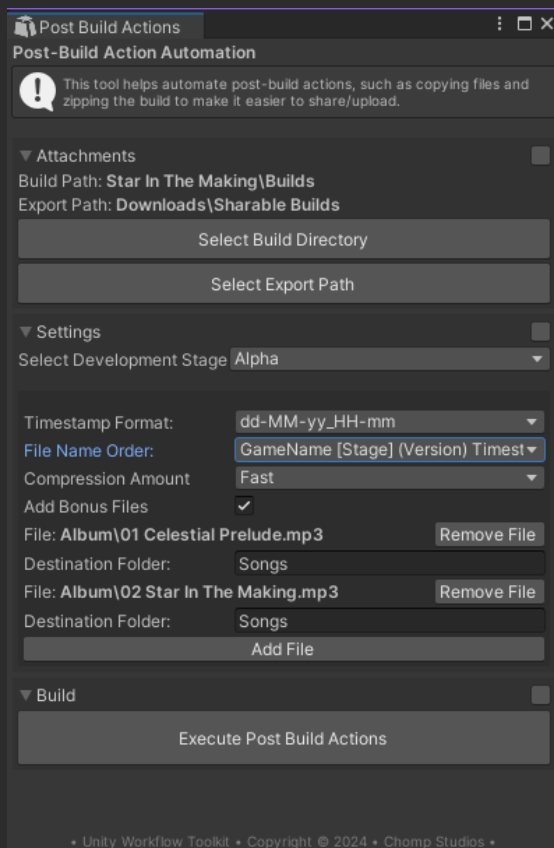 Post Build Actions
Post-Build Action Automation
This tool helps automate post-build actions, such as copying files and
zipping the build to make it easier to share/upload.
Attachments
Build Path: Star In The Making\Builds
Export Path: Downloads\Sharable Builds
Select Build Directory
Select Export Path
Settings
Select Development Stage Alpha
Timestamp Format: dd-MM-yy_HH-mm
File Name Order: GameName [Stage] (Version) Timest
Compression Amount Fast
Add Bonus Files
File: Album\01 Celestial Prelude.mp3 Remove File
Destination Folder: Songs
File: Album\02 Star In The Making.mp3 Remove File
Destination Folder: Songs
Add File
Build
Execute Post Build Actions
• Unity Workflow Toolkit • Copyright © 2024 • Chomp Studios •